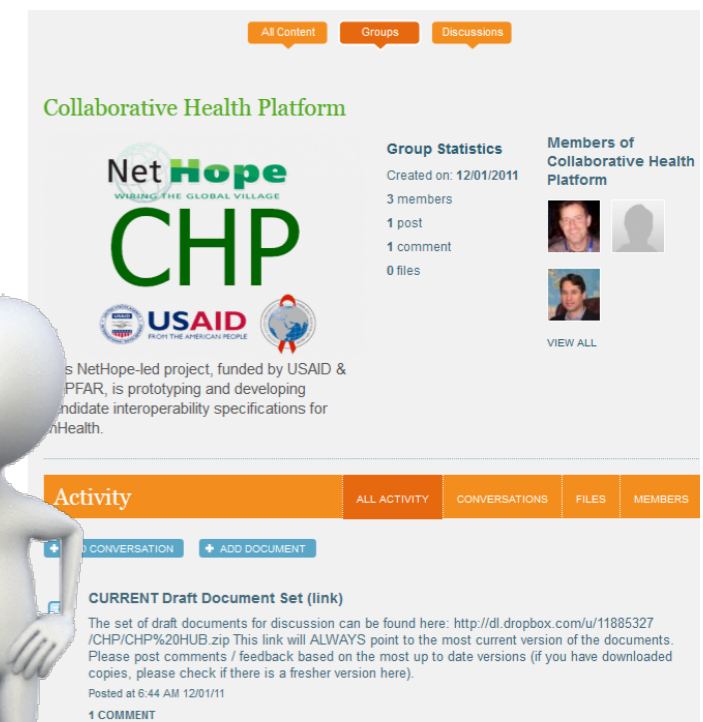 All Content Groups Discussions
Collaborative Health Platform
NetHope
WIRING THE GLOBAL VILLAGE
CHP
USAID
USAID
FROM THE AMERICAN PEOPLE
s NetHope-led project, funded by USAID &
PFAR, is prototyping and developing
ndidate interoperability specifications for
Health.
Group Statistics
Created on: 12/01/2011
3 members
1 post
1 comment
0 files
Members of
Collaborative Health
Platform
VIEW ALL
Activity ALL ACTIVITY CONVERSATIONS FILES MEMBERS
+ CONVERSATION + ADD DOCUMENT
CURRENT Draft Document Set (link)
The set of draft documents for discussion can be found here: http://dl.dropbox.com/u/11885327
/CHP/CHP%20HUB.zip This link will ALWAYS point to the most current version of the documents.
Please post comments / feedback based on the most up to date versions (if you have downloaded
copies, please check if there is a fresher version here).
Posted at 6:44 AM 12/01/11
1 COMMENT